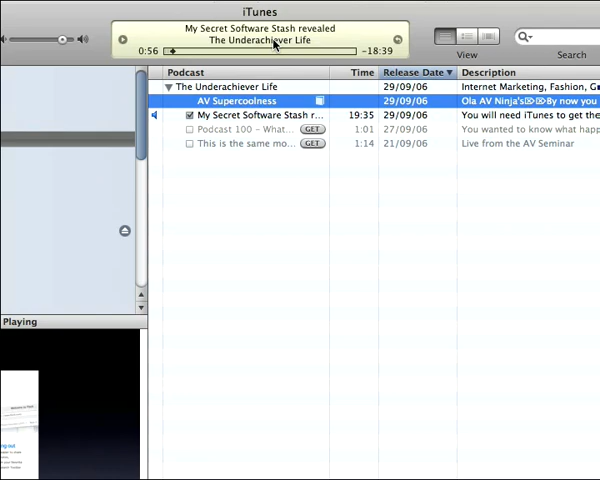 iTunes
My Secret Software Stash revealed
The Underachiever Life
0:56 -18:39
View Search
Podcast Time Release Date Description
The Underachiever Life 29/09/06 Internet Marketing, Fashion, G
AV Supercoolness 29/09/06 Ola AV Ninja's By now you
My Secret Software Stash r... 19:35 29/09/06 You will need iTunes to get the
Podcast 100 - What... GET 1:01 27/09/06 You wanted to know what happ
This is the same mo... GET 1:14 21/09/06 Live from the AV Seminar
Playing